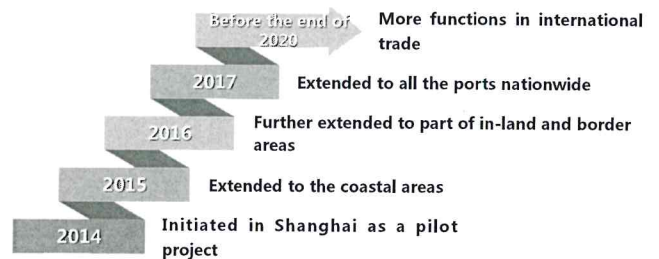 Before the end of
2020
More functions in international
trade
2017
Extended to all the ports nationwide
2016
Further extended to part of in-land and border
areas
2015
Extended to the coastal areas
2014
Initiated in Shanghai as a pilot
project